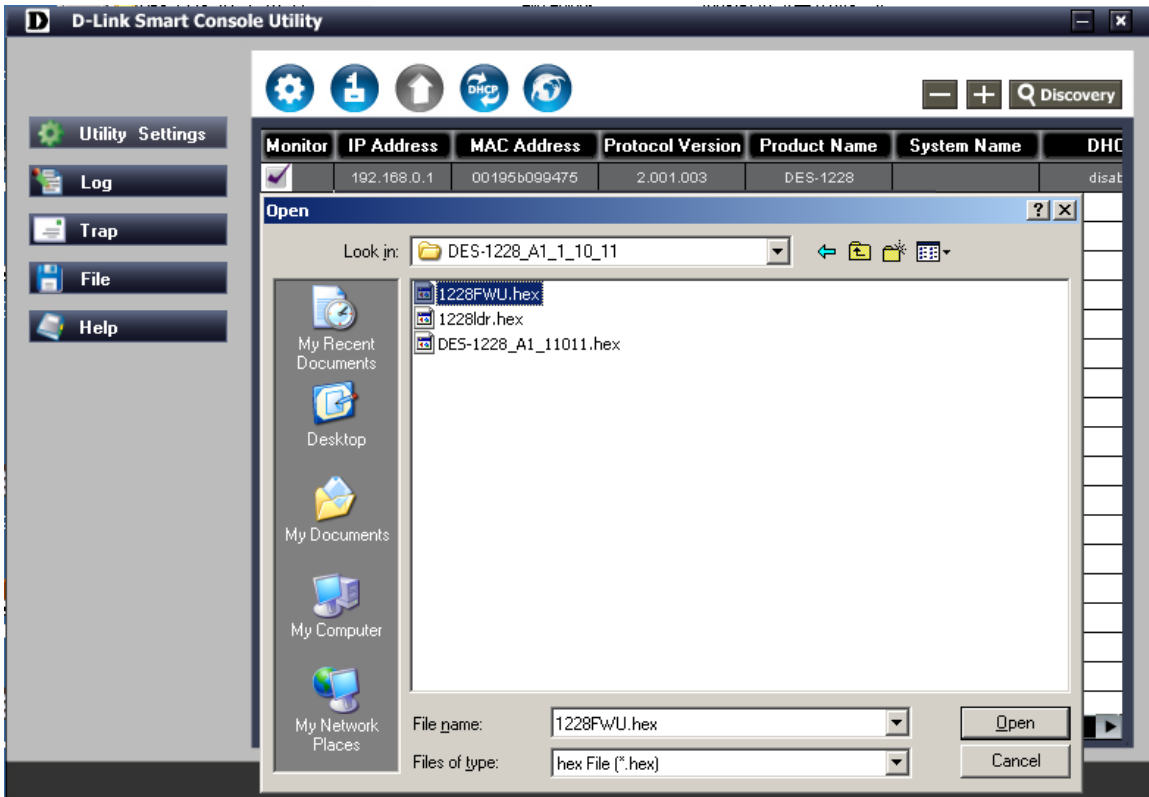 D-Link Smart Console Utility
DHCP
Discovery
Utility Settings
Log
Trap
File
Help
Monitor IP Address MAC Address Protocol Version Product Name System Name DHC
192.168.0.1 00195b099475 2.001.003 DES-1228 disab
Open
Look in: DES-1228_A1_1_10_11
1228FWU.hex
1228ldr.hex
DES-1228_A1_11011.hex
My Recent
Documents
Desktop
My Documents
My Computer
My Network
Places
File name: 1228FWU.hex Open
Files of type: hex File (*.hex) Cancel